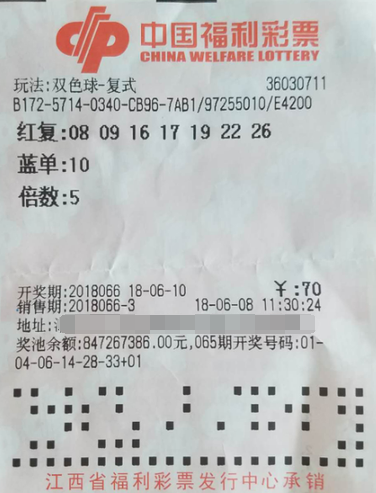 中国福利彩票
CHINA WELFARE LOTTERY
玩法:双色球-复式 36030711
B172-5714-0340-CB96-7AB1/97255010/E4200
红复:08 09 16 17 19 22 26
蓝单:10
倍数:5
开奖期:2018066 18-06-10 ￥:70
销售期:2018066-3 18-06-08 11:30:24
地址:
奖池余额:847267386.00元,065期开奖号码:01-
04-06-14-28-33+01
江西省福利彩票发行中心承销